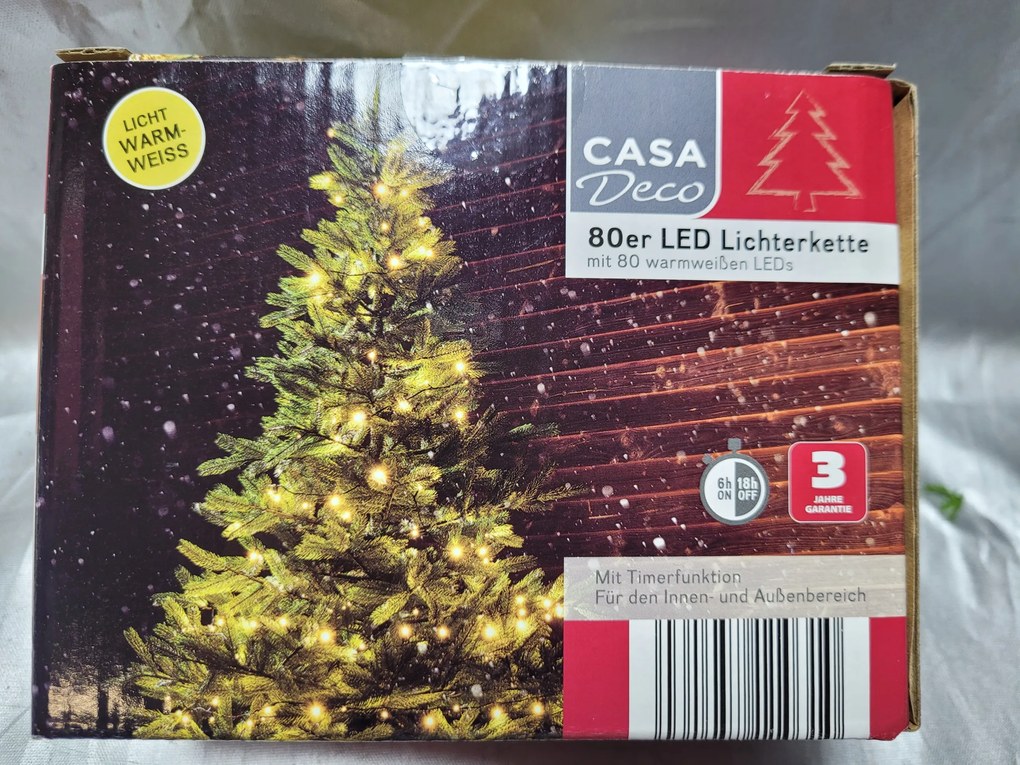 LICHT
WARM-
WEISS
CASA
Deco
80er LED Lichterkette
mit 80 warmweißen LEDs
6h 18h
ON OFF
3
JAHRE
GARANTIE
Mit Timerfunktion
Für den Innen- und Außenbereich